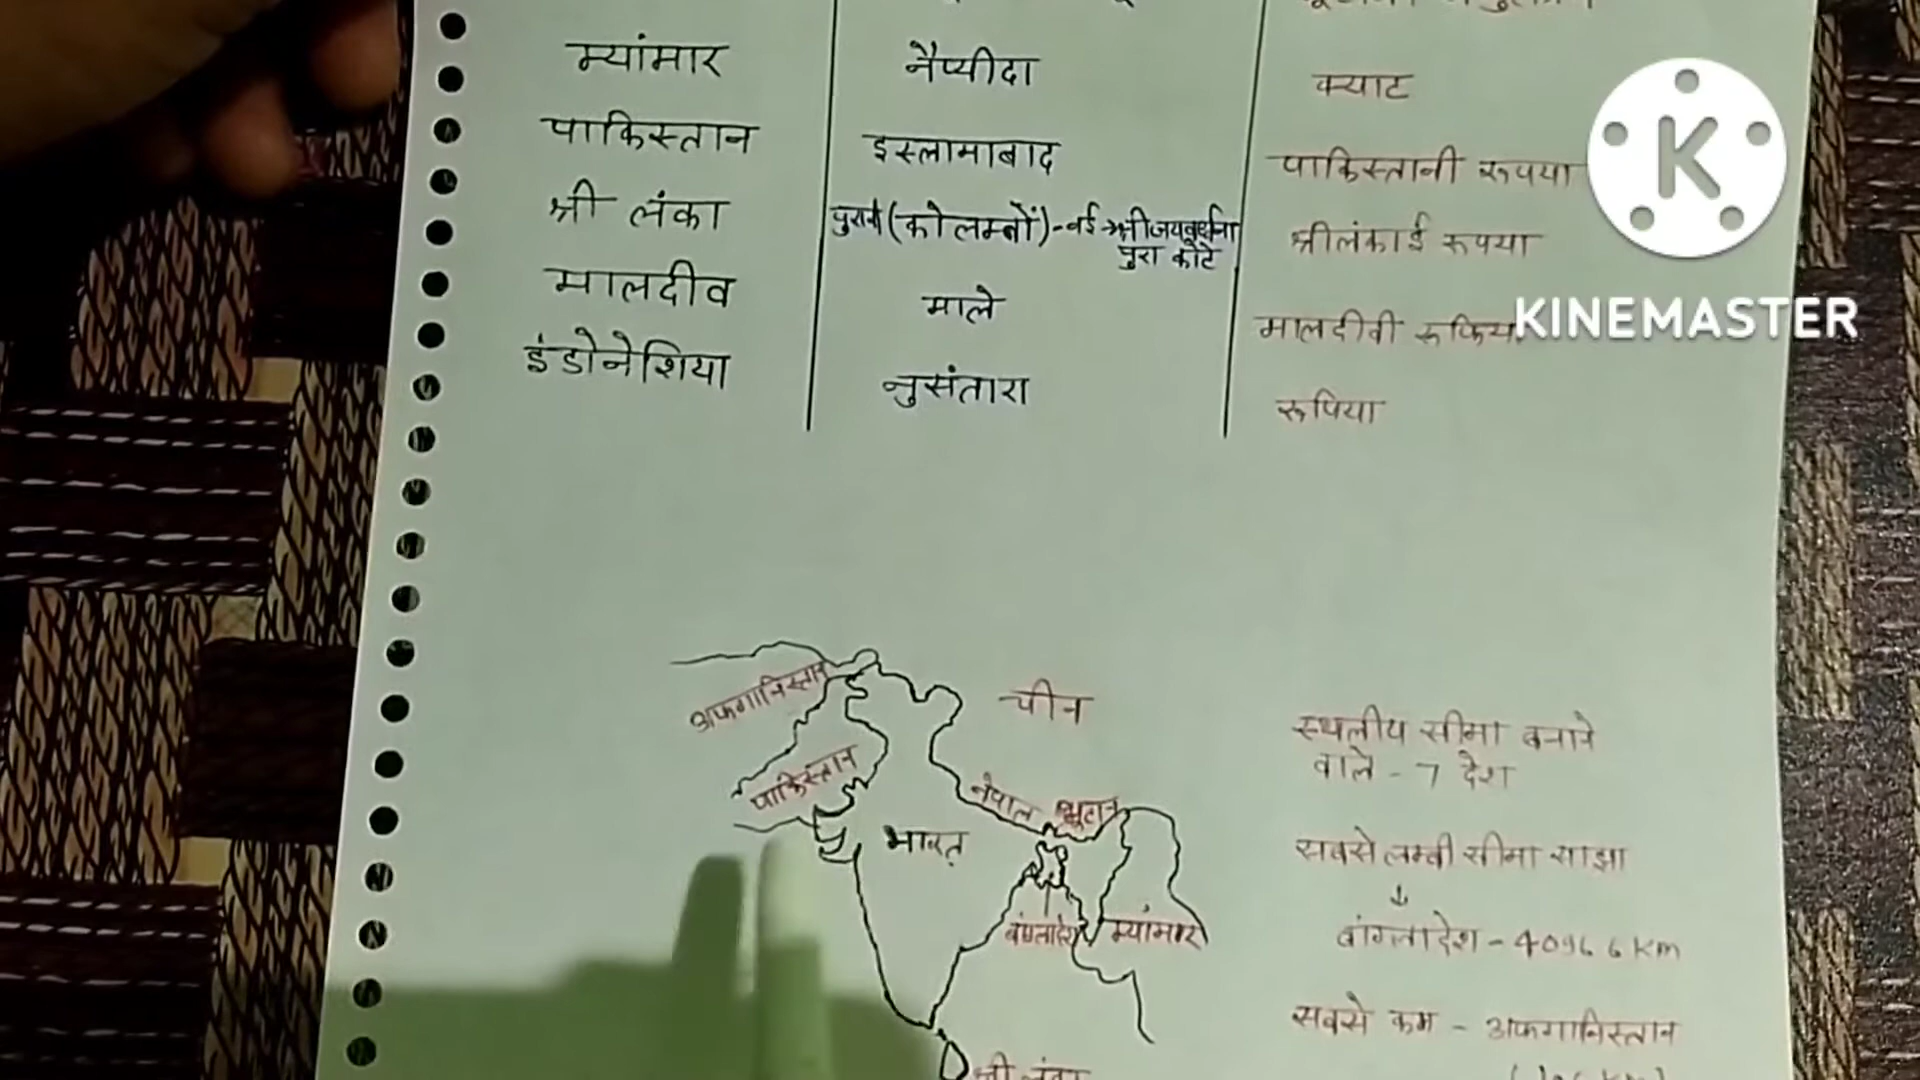 म्यांमार नैप्यीदा क्याट
पाकिस्तान इस्लामाबाद पाकिस्तानी रूपया
श्री लंका पुरानी (कोलम्बों)-नई→श्रीजयवर्धना श्रीलंकाई रूपया
पुरा कोटे
मालदीव माले मालदीवी
इंडोनेशिया नुसंतारा रूपिया
KINEMASTER
अफगानिस्तान
चीन
पाकिस्तान
नेपाल भूटान
भारत
बंग्लादेश म्यांमार
श्री लंका
स्थलीय सीमा बनाने
वाले - 7 देश
सबसे लम्बी सीमा साझा
↓
बांग्लादेश - 4096.6 km
सबसे कम - अफगानिस्तान